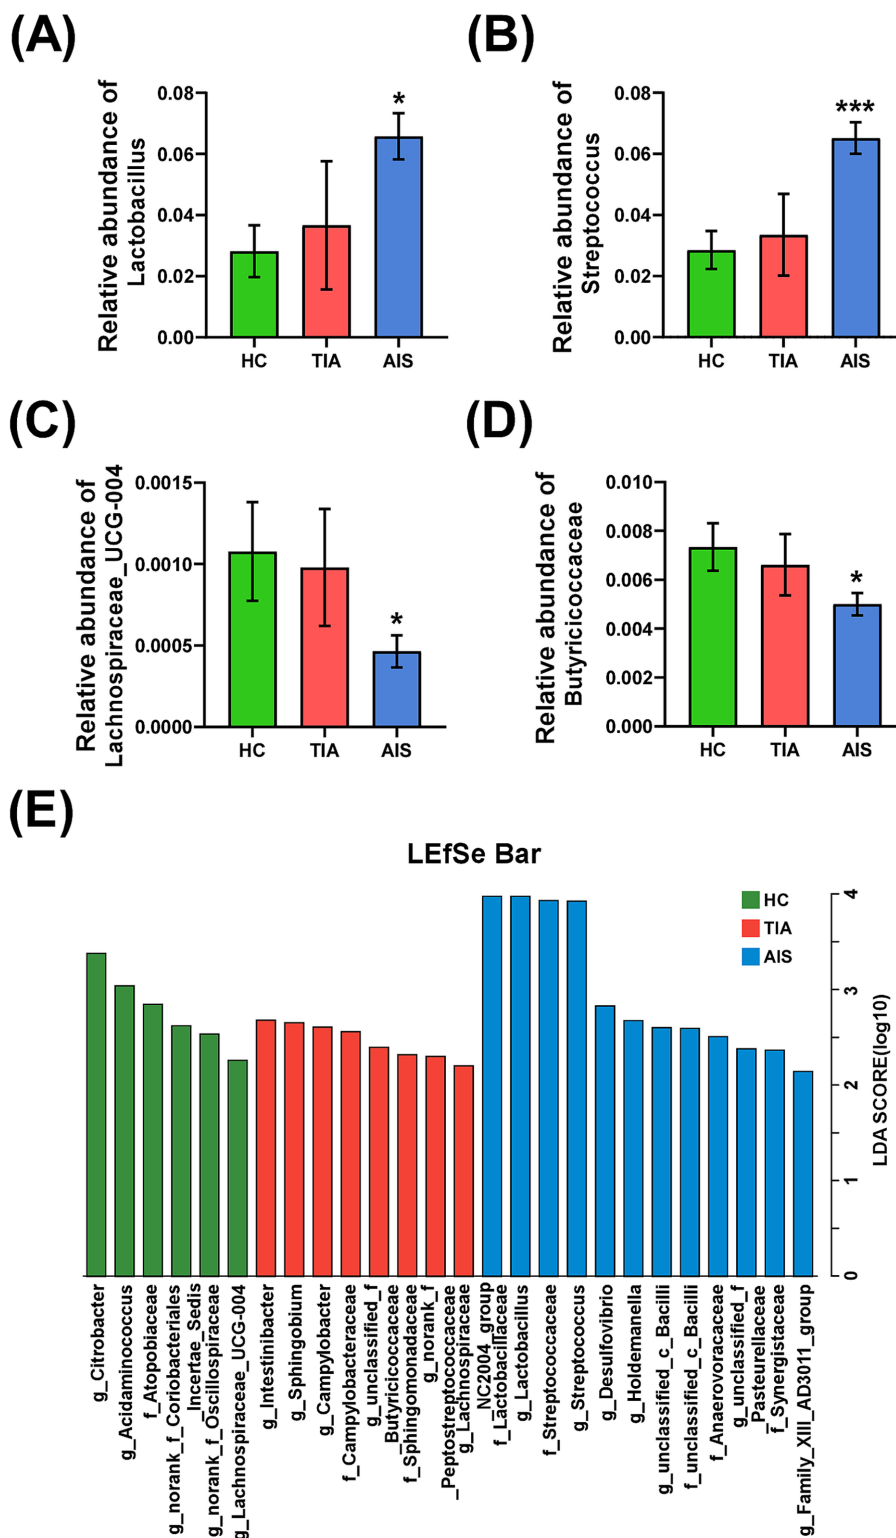 (A)
Relative abundance of
Lactobacillus
0.08
0.06
0.04
0.02
0.00
*
HC
TIA
AIS
(B)
Relative abundance of
Streptococcus
0.08
0.06
0.04
0.02
0.00
***
HC
TIA
AIS
(C)
Relative abundance of
Lachnospiraceae_UCG-004
0.0015
0.0010
0.0005
0.0000
*
HC
TIA
AIS
(D)
Relative abundance of
Butyricicoccaceae
0.010
0.008
0.006
0.004
0.002
0.000
*
HC
TIA
AIS
(E)
LEfSe Bar
HC
TIA
AIS
4
3
2
1
0
LDA SCORE(log10)
g_Citrobacter
g_Acidaminococcus
f_Atopobiaceae
g_norank_f_Coriobacteriales
Incertae_Sedis
g_norank_f_Oscillospiraceae
g_Lachnospiraceae_UCG-004
g_Intestinibacter
g_Sphingobium
g_Campylobacter
f_Campylobacteraceae
g_unclassified_f
_Butyricicoccaceae
f_Sphingomonadaceae
g_norank_f
_Peptostreptococcaceae
g_Lachnospiraceae
_NC2004_group
f_Lactobacillaceae
g_Lactobacillus
f_Streptococcaceae
g_Streptococcus
g_Desulfovibrio
g_Holdemanella
g_unclassified_c_Bacilli
f_unclassified_c_Bacilli
f_Anaerovoracaceae
g_unclassified_f
_Pasteurellaceae
f_Synergistaceae
g_Family_XIII_AD3011_group